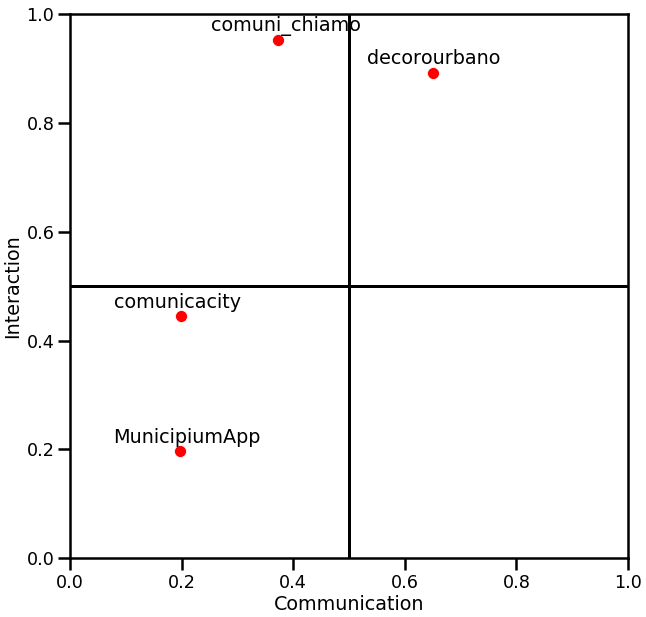 1.0
comuni_chiamo
decorourbano
0.8
0.6
Interaction
comunicacity
0.4
MunicipiumApp
0.2
0.0
0.0 0.2 0.4 0.6 0.8 1.0
Communication